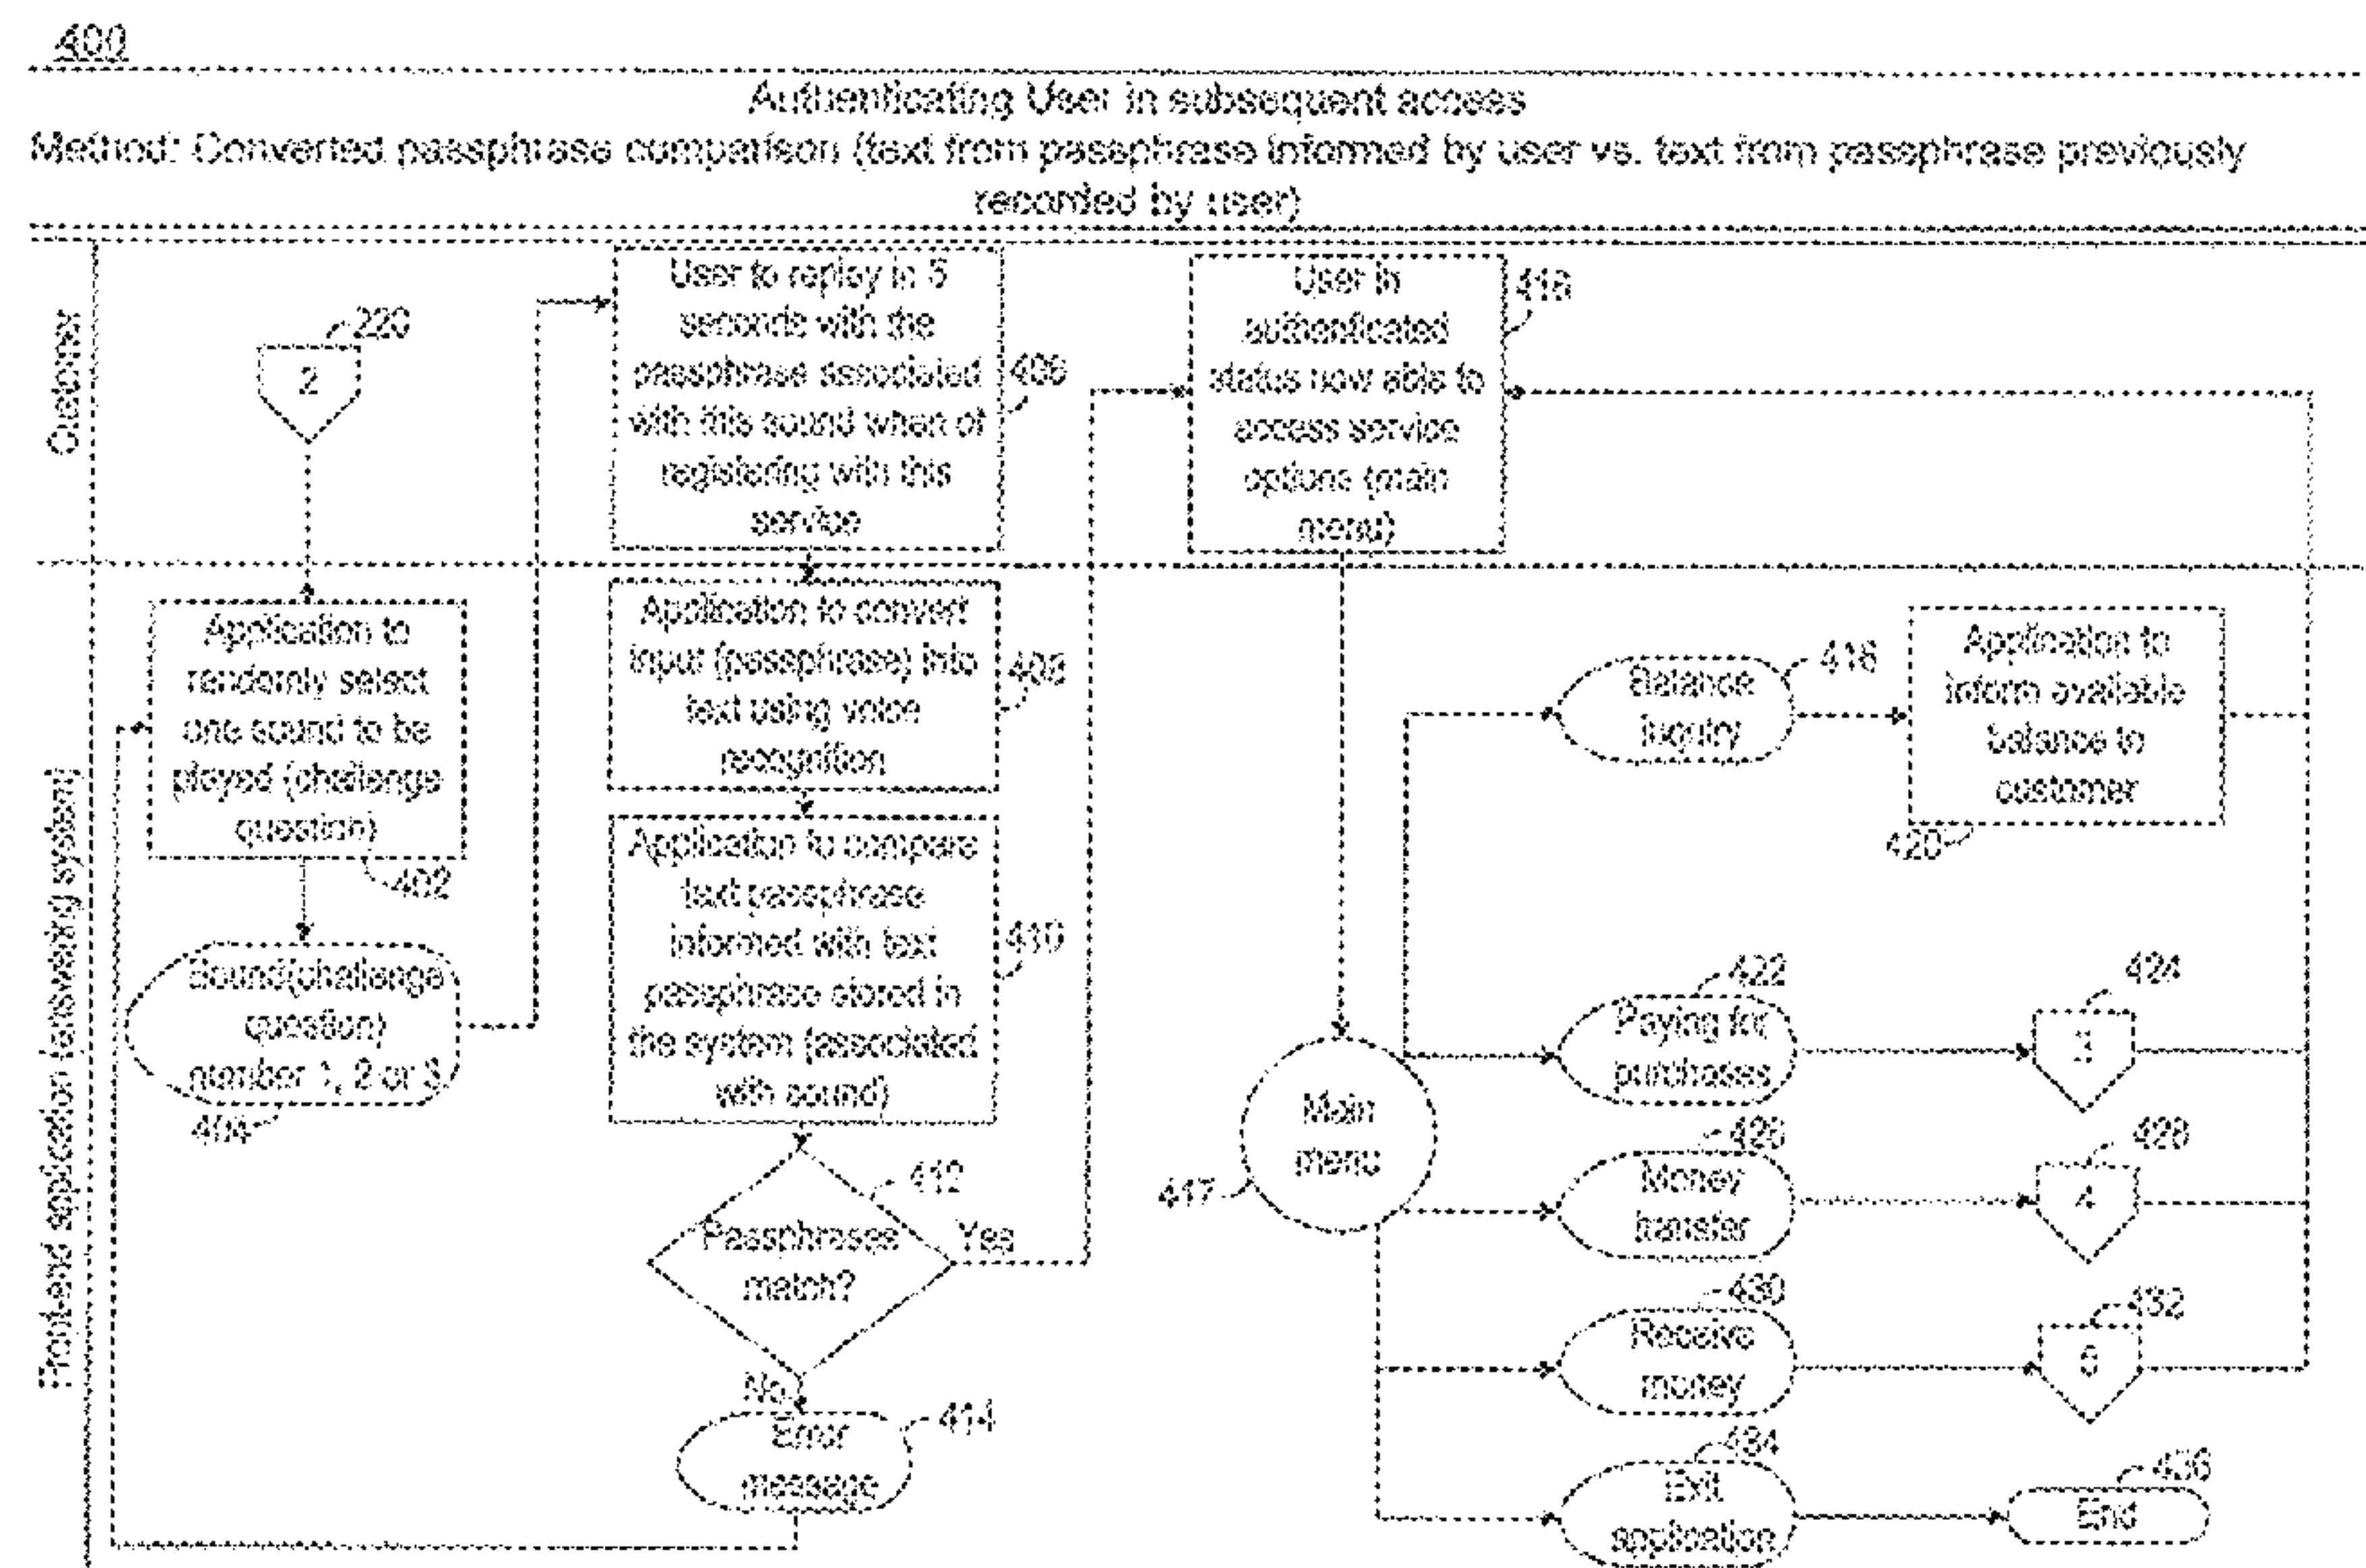 400
Authenticating User in subsequent access
Method: Converted passphrase comparison (text from passphrase informed by user vs. text from passphrase previously
recorded by user)
Customer
220
2
User to replay in 5
seconds with the
passphrase associated
with this sound when of
registering with this
service
406
User in
authenticated
status now able to
access service
options (main
menu)
416
Front-end application (answering system)
Application to
randomly select
one sound to be
played (challenge
question)
402
Sound(challenge
question)
number 1, 2 or 3
404
Application to convert
input (passphrase) into
text using voice
recognition
408
Application to compare
text passphrase
informed with text
passphrase stored in
the system (associated
with sound)
410
412
Passphrases
match?
Yes
No
Error
message
414
Main
menu
417
Balance
inquiry
418
Application to
inform available
balance to
customer
420
422
Paying for
purchases
424
3
Money
transfer
428
4
430
Receive
money
432
434
Exit
application
436
End